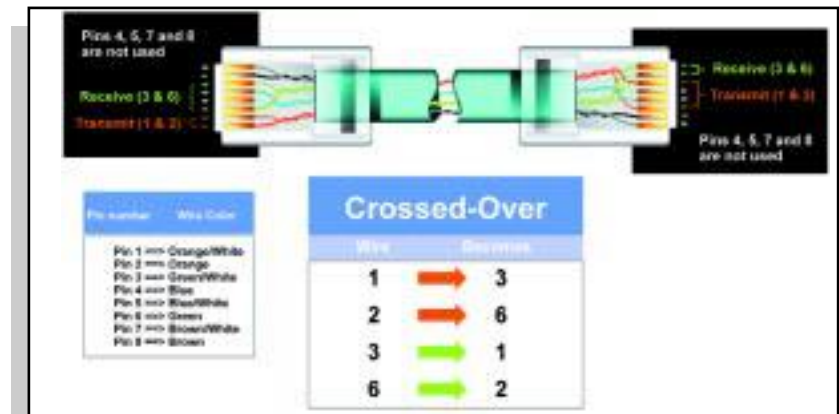 Pins 4, 5, 7 and 8
are not used
Receive (3 & 6)
Transmit (1 & 2)
Receive (3 & 6)
Transmit (1 & 2)
Pins 4, 5, 7 and 8
are not used
Pin number Wire Color
Pin 1 ==> Orange/White
Pin 2 ==> Orange
Pin 3 ==> Green/White
Pin 4 ==> Blue
Pin 5 ==> Blue/White
Pin 6 ==> Green
Pin 7 ==> Brown/White
Pin 8 ==> Brown
Crossed-Over
Wire Becomes
1 3
2 6
3 1
6 2